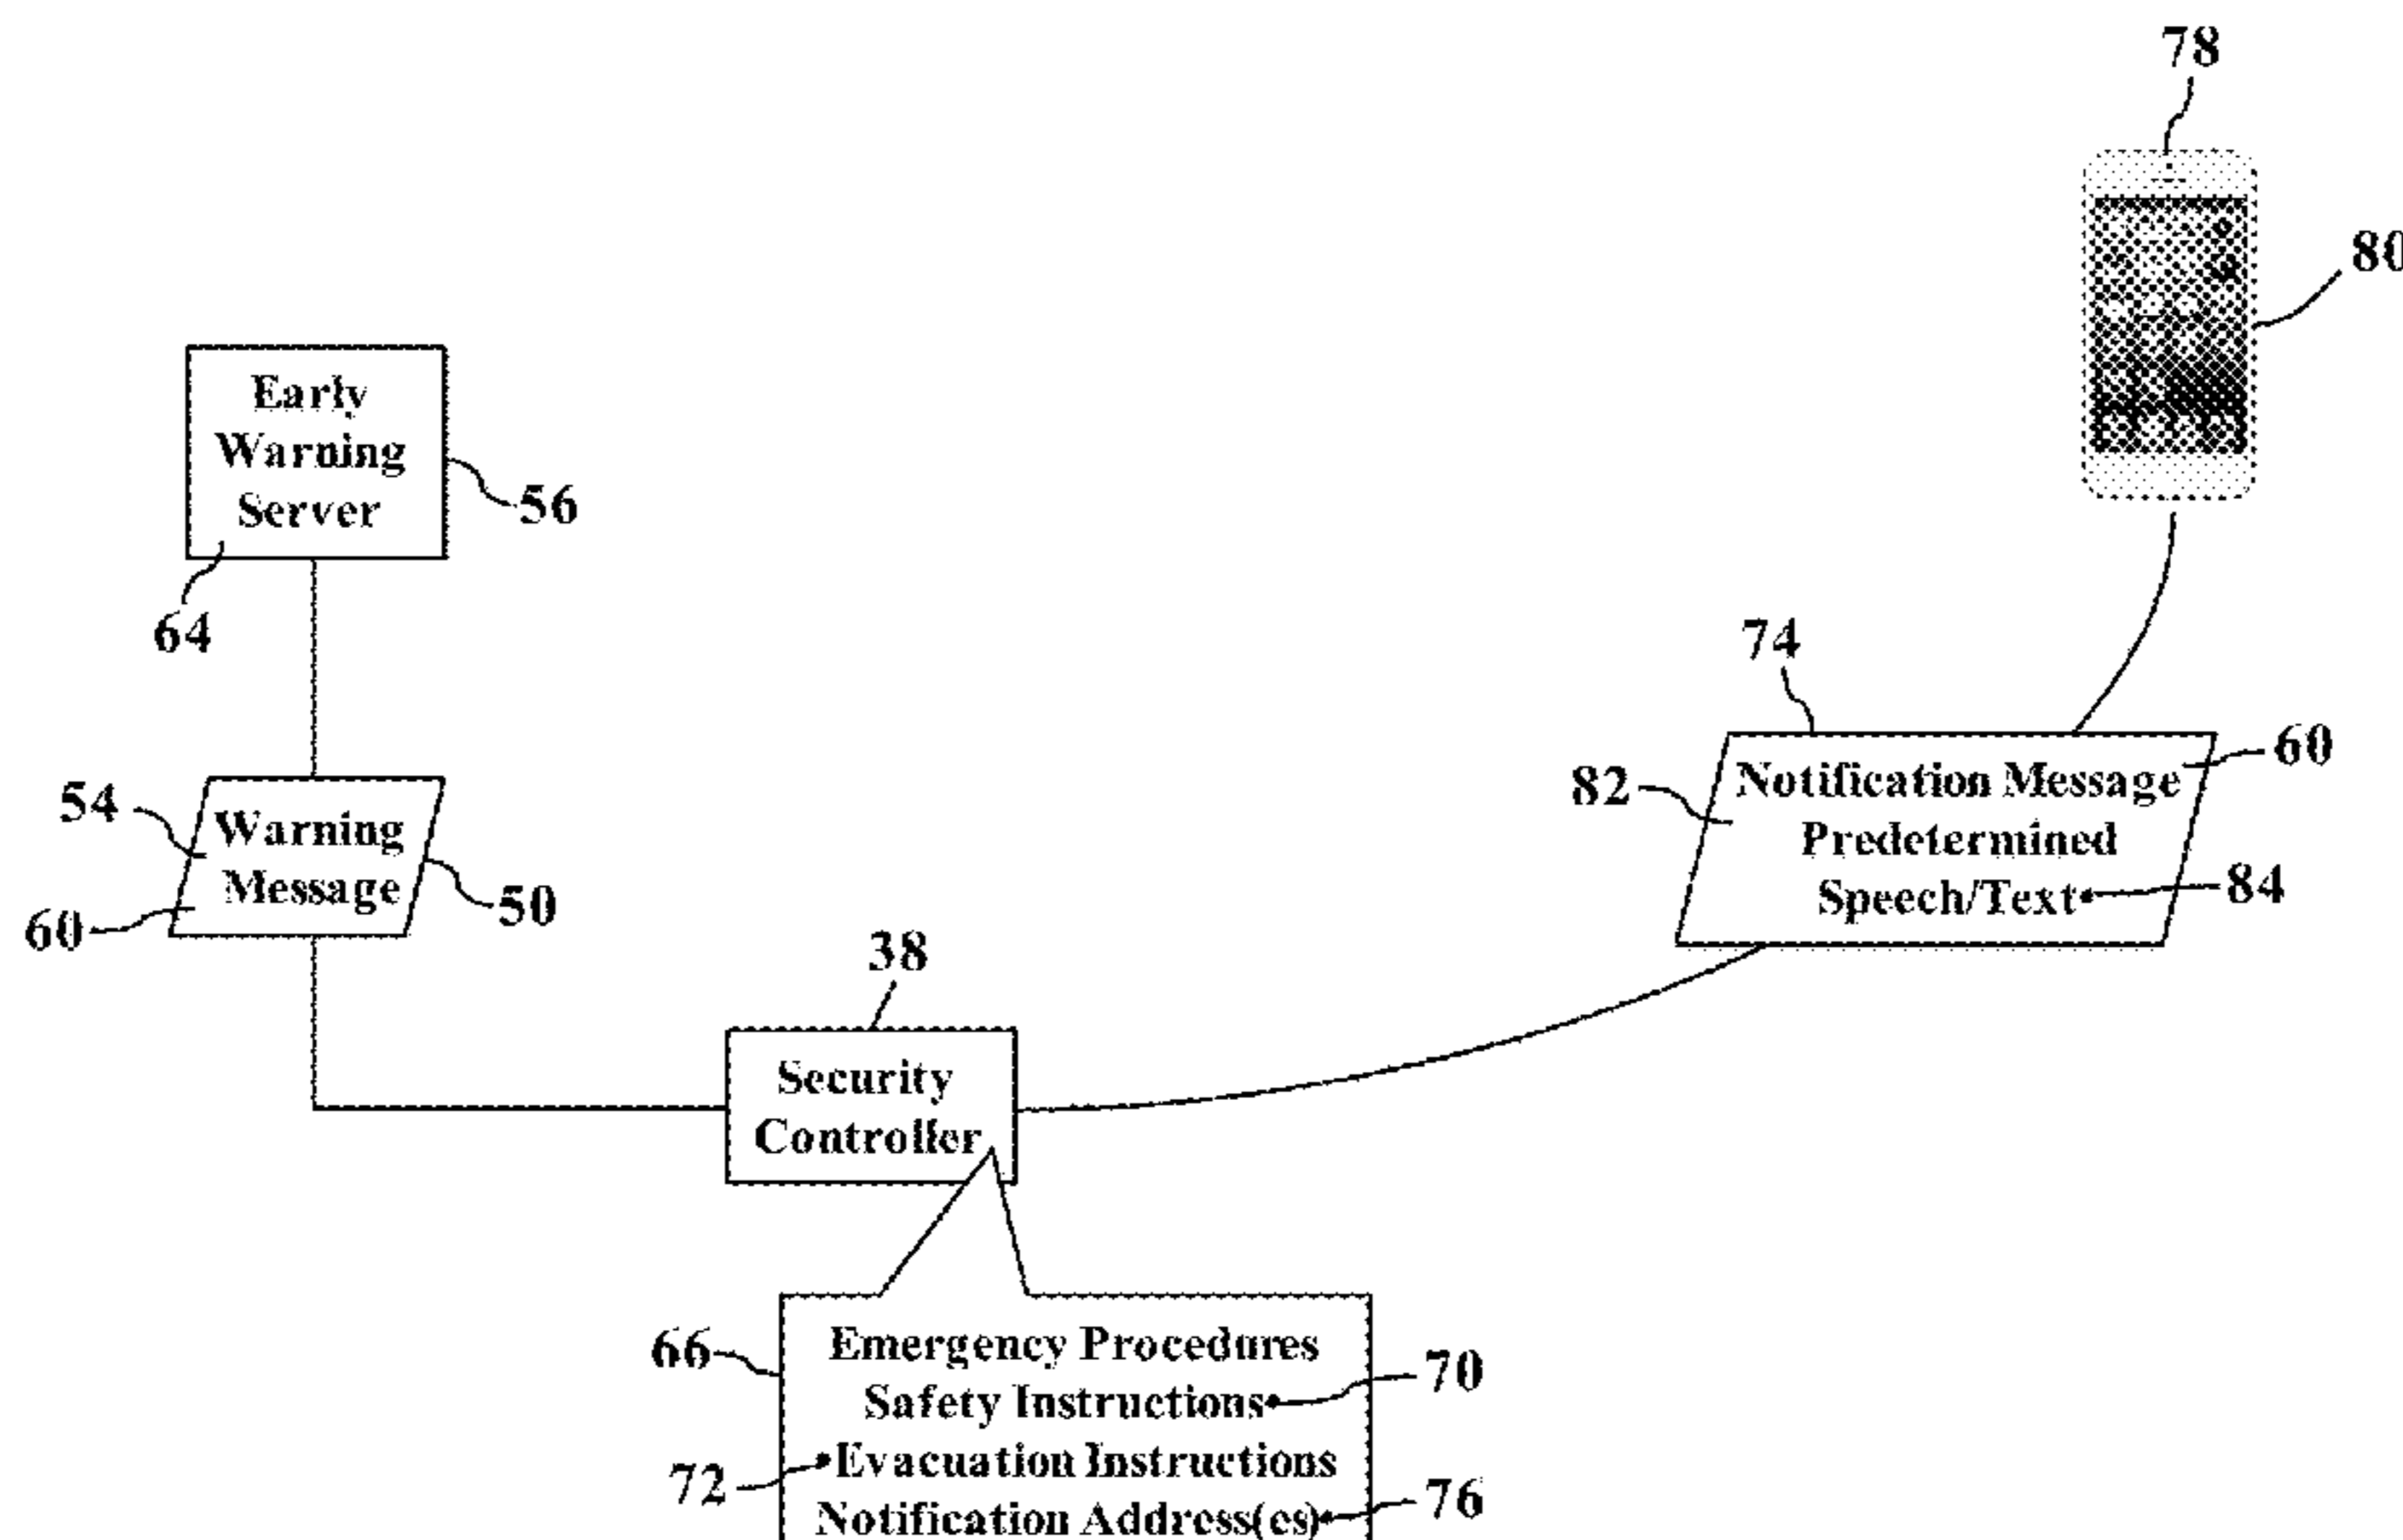 78
80
Early
Warning
Server
56
64
74
54
Warning
Message
60
50
82
Notification Message
60
Predetermined
Speech/Text
84
38
Security
Controller
66
Emergency Procedures
Safety Instructions
70
72
Evacuation Instructions
Notification Address(es)
76